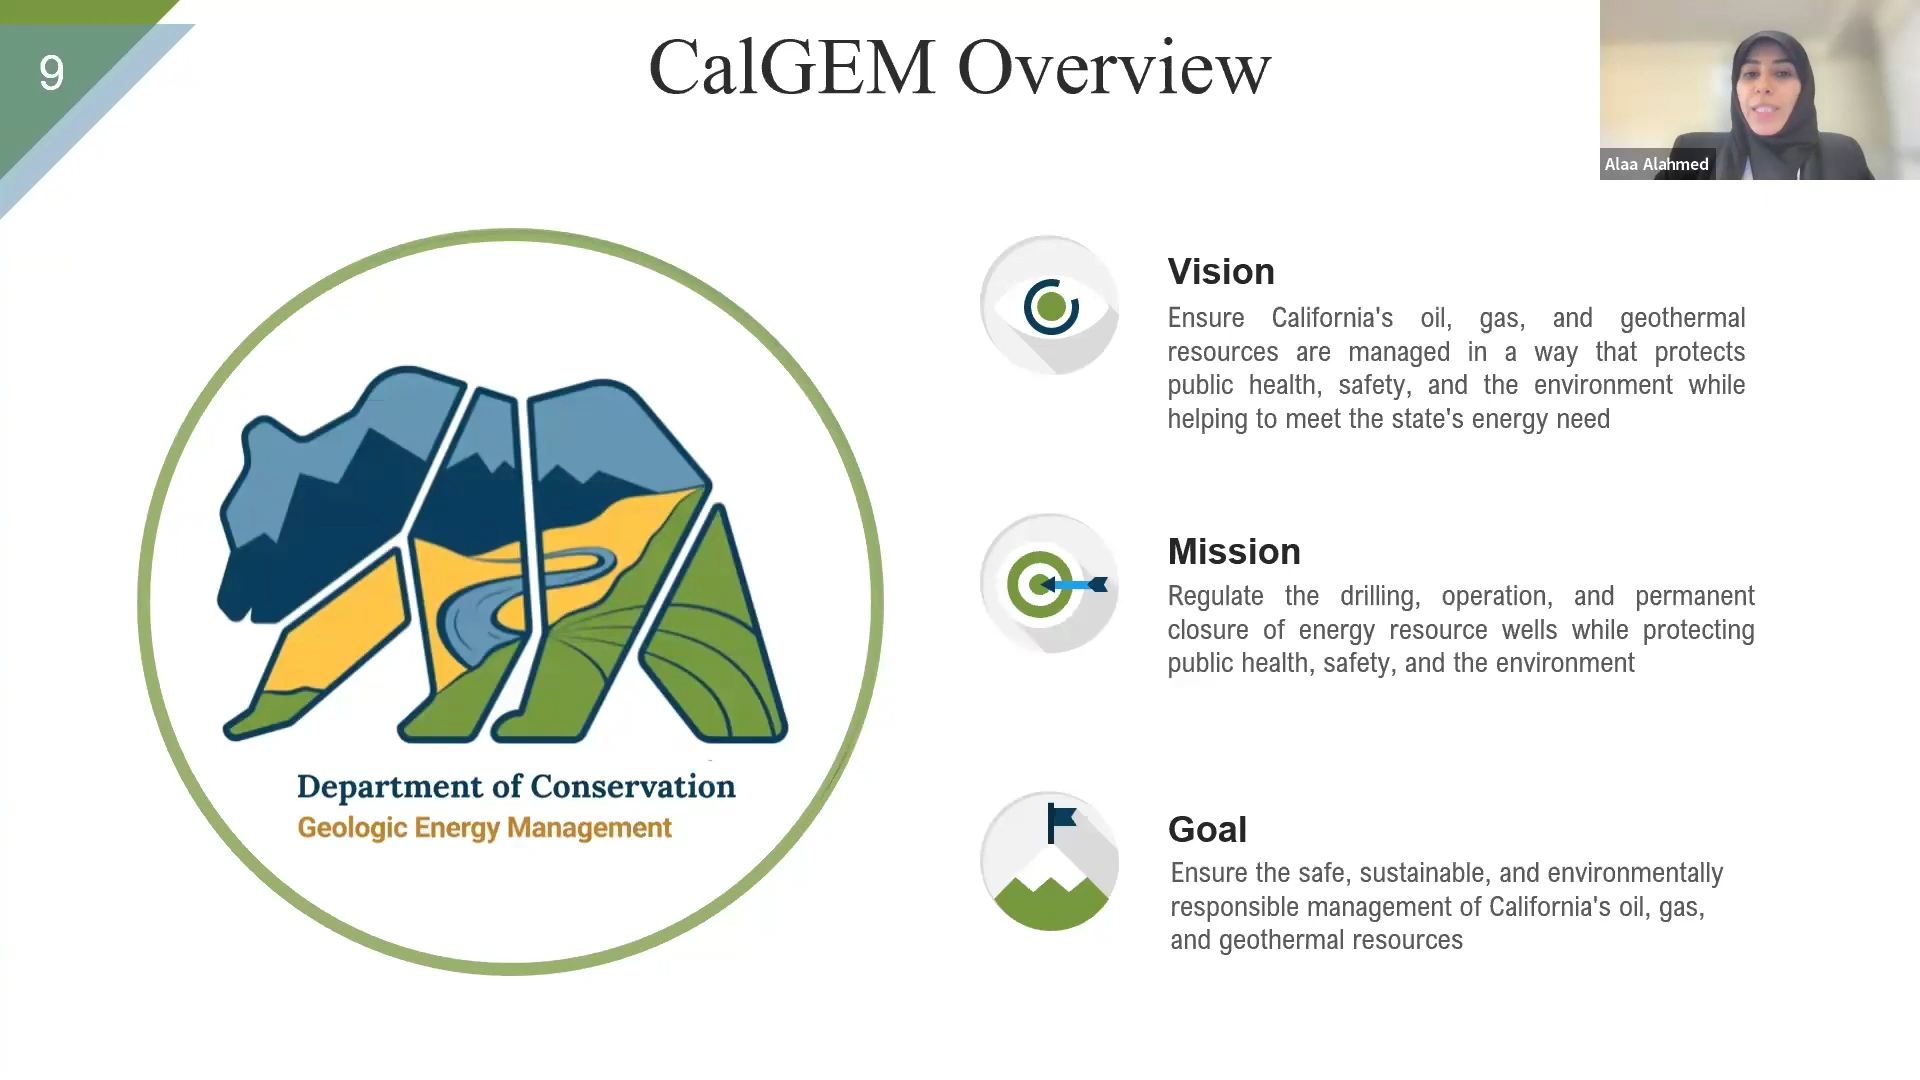 9
CalGEM Overview
Alaa Alahmed
Vision
Ensure California's oil, gas, and geothermal
resources are managed in a way that protects
public health, safety, and the environment while
helping to meet the state's energy need
Mission
Regulate the drilling, operation, and permanent
closure of energy resource wells while protecting
public health, safety, and the environment
Goal
Ensure the safe, sustainable, and environmentally
responsible management of California's oil, gas,
and geothermal resources
Department of Conservation
Geologic Energy Management